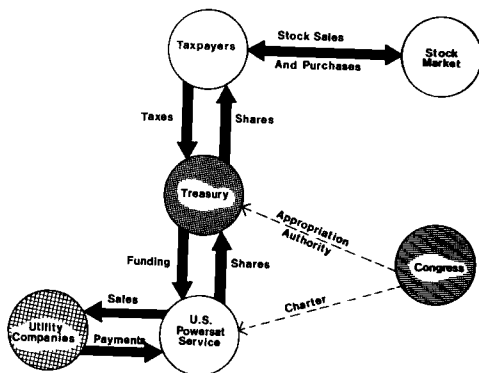 Taxpayers
Stock Sales
And Purchases
Stock
Market
Taxes
Shares
Treasury
Appropriation
Authority
Funding
Shares
Congress
Charter
Sales
U.S.
Powersat
Service
Utility
Companies
Payments